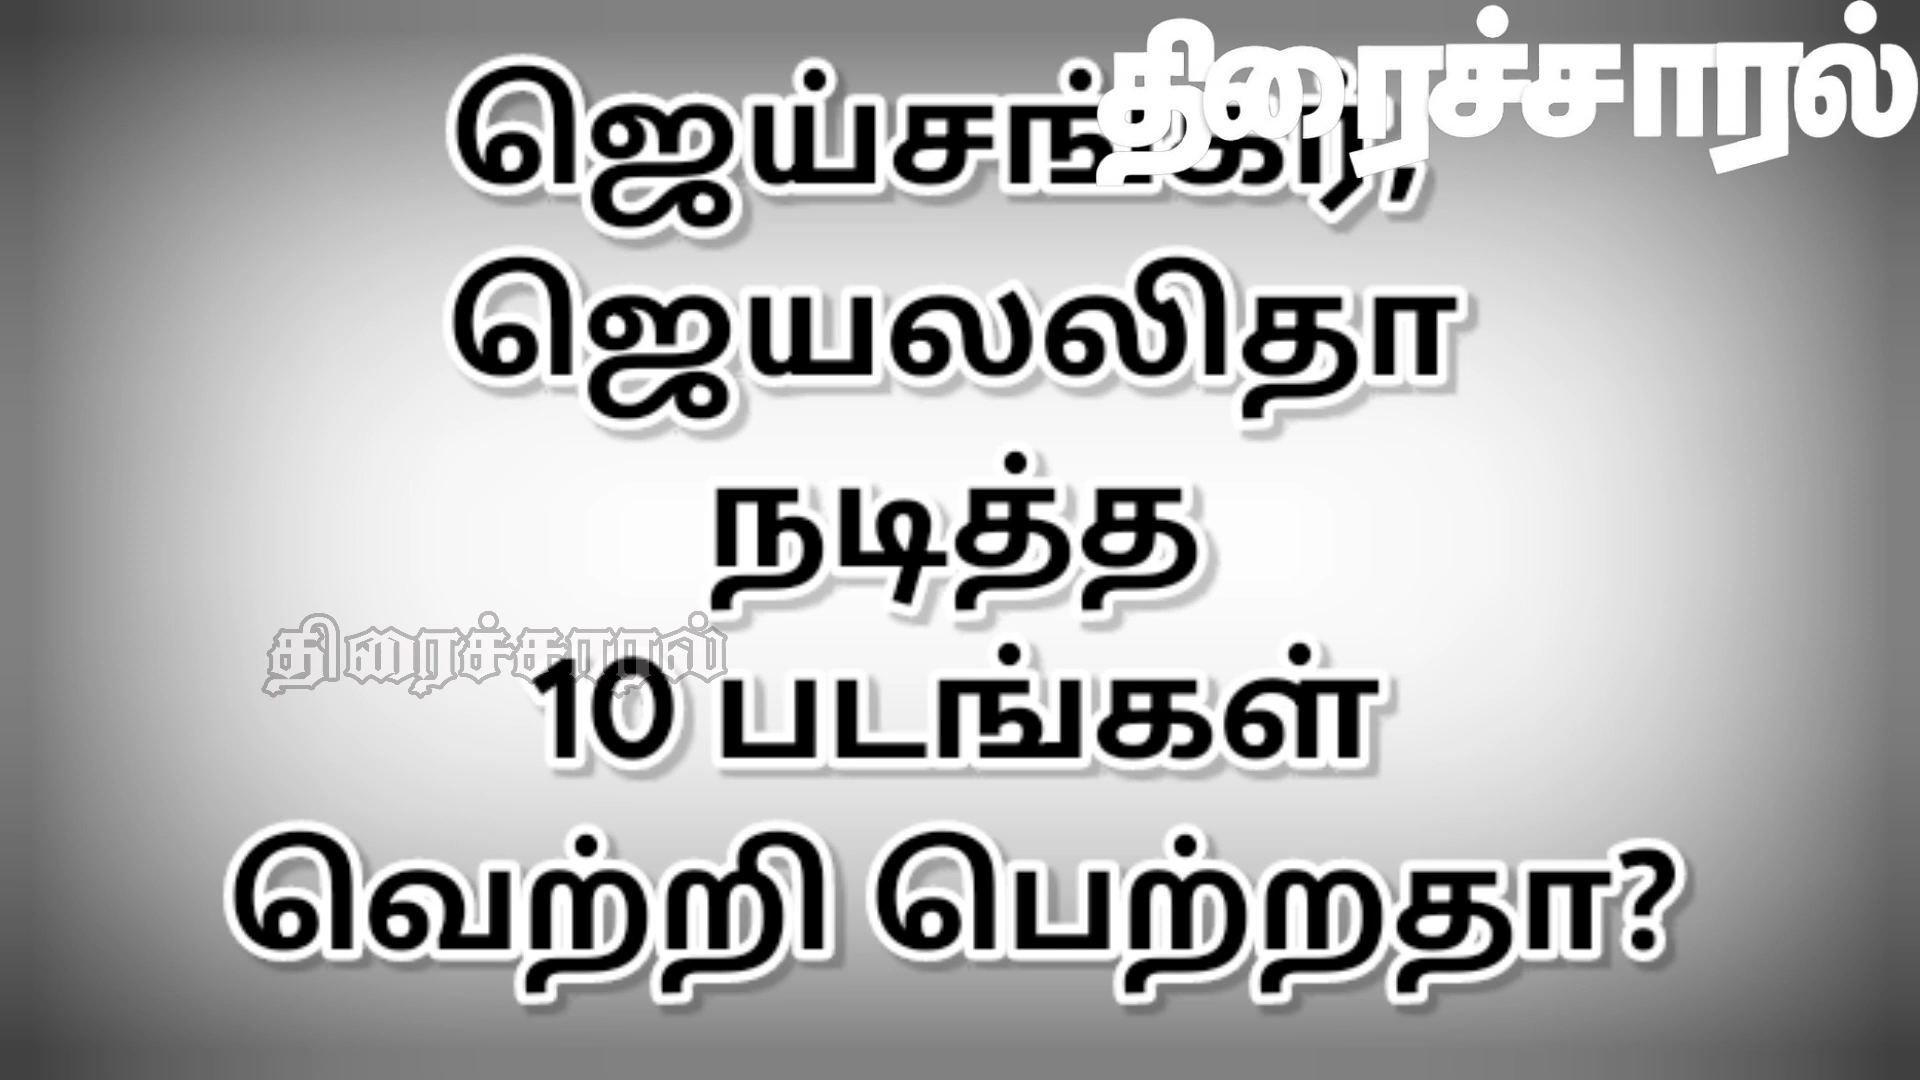 திரைச்சாரல்
ஜெய்சங்கர்,
ஜெயலலிதா
நடித்த
திரைச்சாரல்
10 படங்கள்
வெற்றி பெற்றதா?